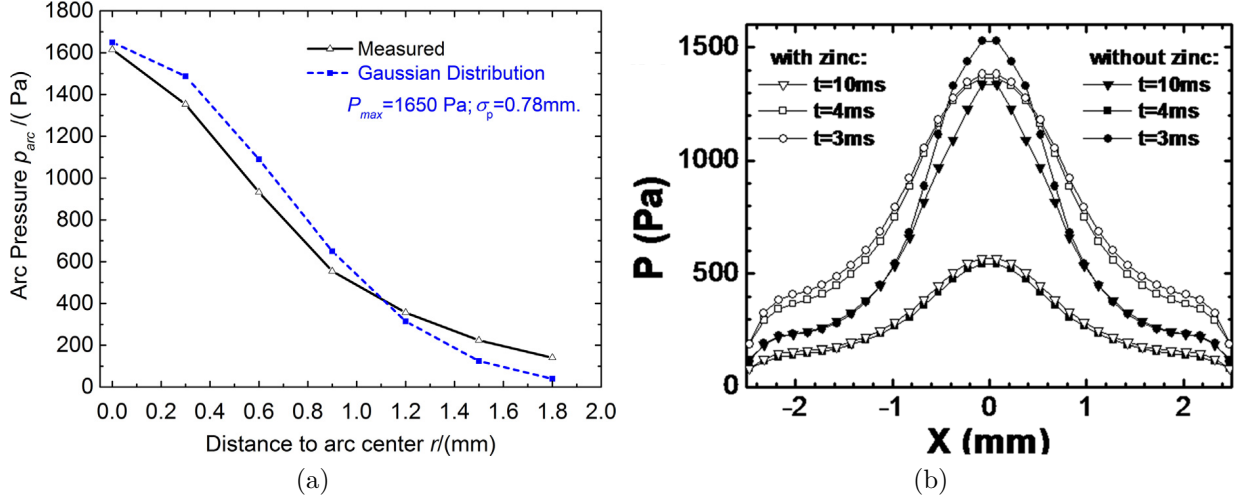 1800
1600
1400
1200
1000
800
600
400
200
0
Arc Pressure p_arc /( Pa)
Measured
Gaussian Distribution
P_max=1650 Pa; σ_p=0.78mm.
0.0 0.2 0.4 0.6 0.8 1.0 1.2 1.4 1.6 1.8 2.0
Distance to arc center r/(mm)
(a)
1500
1000
500
0
P (Pa)
with zinc:
t=10ms
t=4ms
t=3ms
without zinc:
t=10ms
t=4ms
t=3ms
-2 -1 0 1 2
X (mm)
(b)